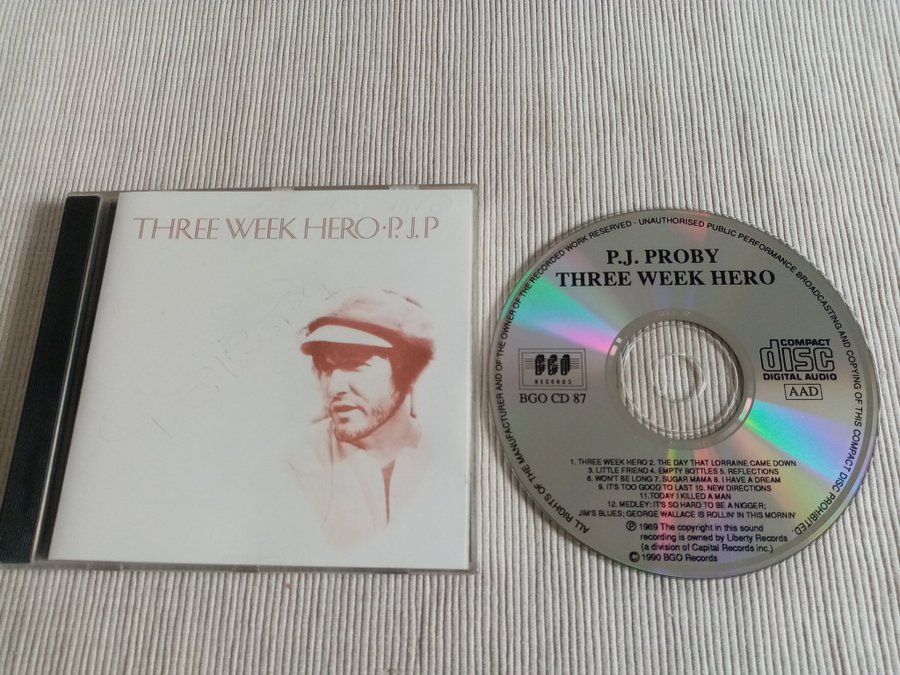 THREE WEEK HERO·P.J.P
P.J. PROBY
THREE WEEK HERO
BGO
RECORDS
BGO CD 87
COMPACT
disc
DIGITAL AUDIO
AAD
1. THREE WEEK HERO 2. THE DAY THAT LORRAINE CAME DOWN
3. LITTLE FRIEND 4. EMPTY BOTTLES 5. REFLECTIONS
6. WON'T BE LONG 7. SUGAR MAMA 8. I HAVE A DREAM
9. IT'S TOO GOOD TO LAST 10. NEW DIRECTIONS
11.TODAY I KILLED A MAN
12. MEDLEY; IT'S SO HARD TO BE A NIGGER;
JIM'S BLUES; GEORGE WALLACE IS ROLLIN' IN THIS MORNIN'
Ⓟ 1989 The copyright in this sound
recording is owned by Liberty Records
(a division of Capital Records inc.)
© 1990 BGO Records
ALL RIGHTS OF THE MANUFACTURER AND OF THE OWNER OF THE RECORDED WORK RESERVED - UNAUTHORISED PUBLIC PERFORMANCE BROADCASTING AND COPYING OF THIS COMPACT DISC PROHIBITED.